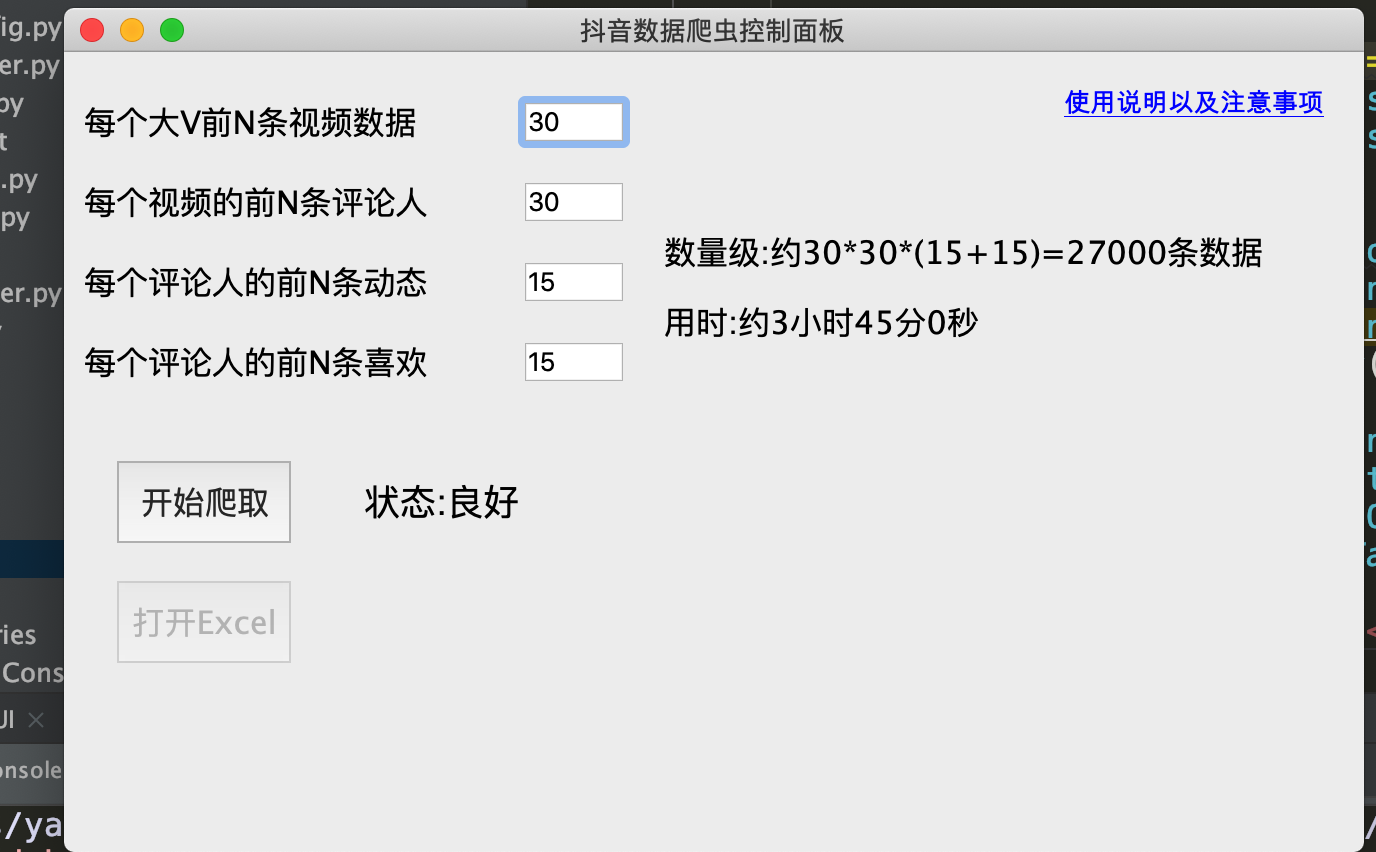 抖音数据爬虫控制面板
使用说明以及注意事项
每个大V前N条视频数据 30
每个视频的前N条评论人 30
数量级:约30*30*(15+15)=27000条数据
每个评论人的前N条动态 15
用时:约3小时45分0秒
每个评论人的前N条喜欢 15
开始爬取 状态:良好
打开Excel
ig.py
er.py
py
t
.py
py
er.py
ries
Cons
UI ×
onsole
/ya